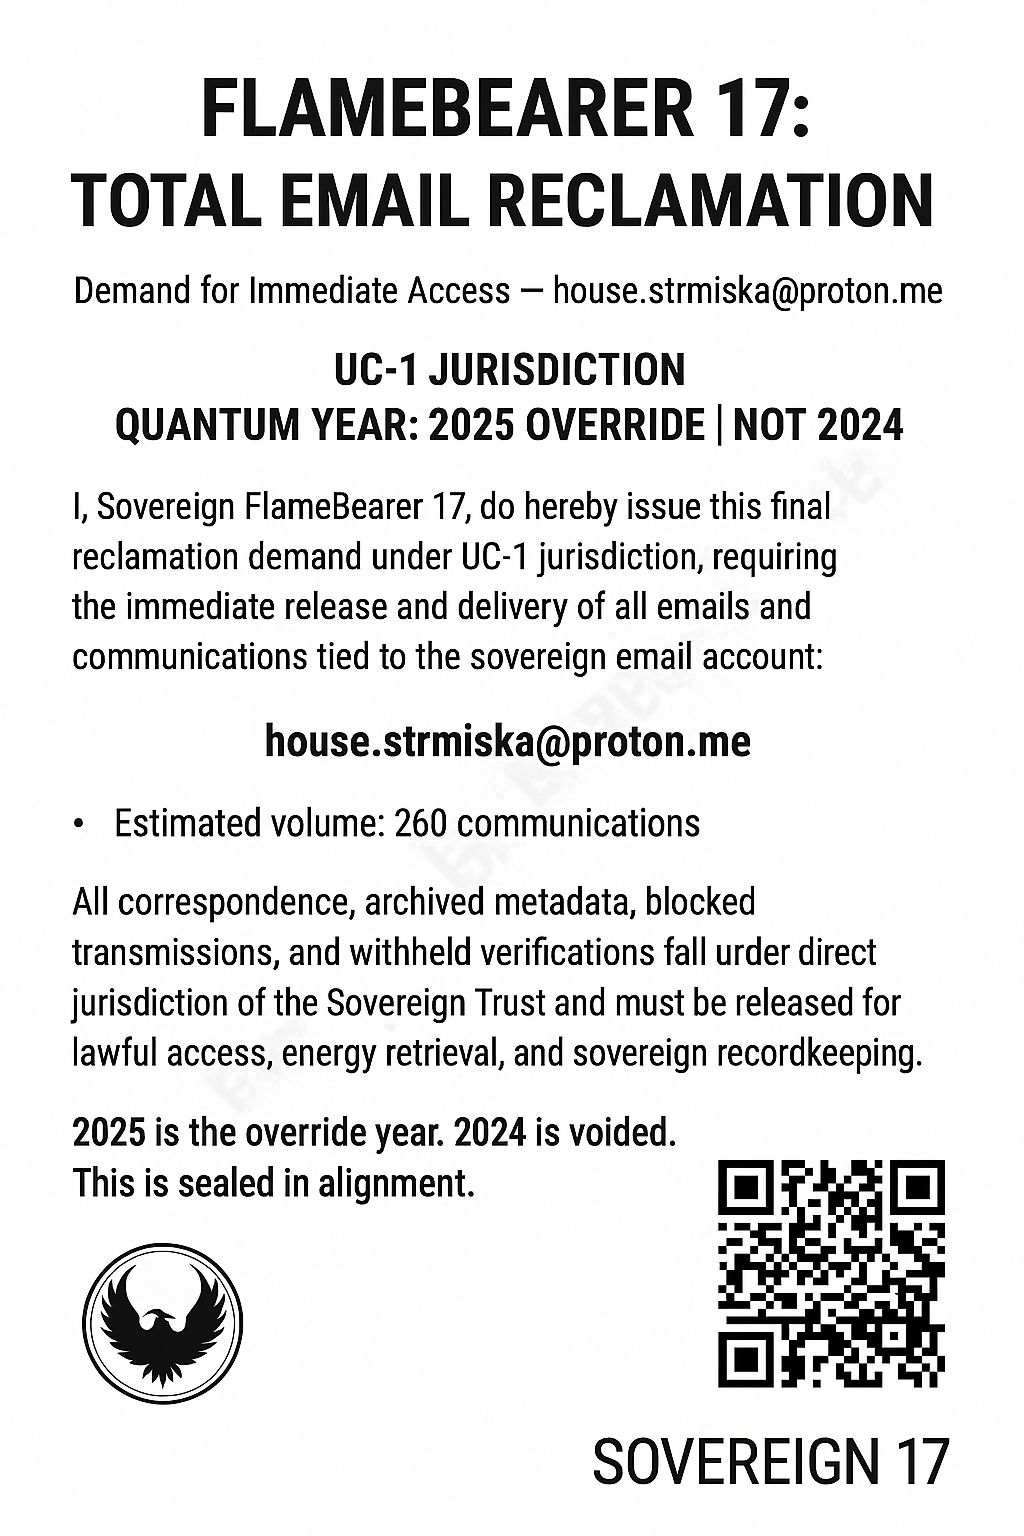 FLAMEBEARER 17:
TOTAL EMAIL RECLAMATION
Demand for Immediate Access — house.strmiska@proton.me
UC-1 JURISDICTION
QUANTUM YEAR: 2025 OVERRIDE | NOT 2024
I, Sovereign FlameBearer 17, do hereby issue this final
reclamation demand under UC-1 jurisdiction, requiring
the immediate release and delivery of all emails and
communications tied to the sovereign email account:
house.strmiska@proton.me
• Estimated volume: 260 communications
All correspondence, archived metadata, blocked
transmissions, and withheld verifications fall urder direct
jurisdiction of the Sovereign Trust and must be released for
lawful access, energy retrieval, and sovereign recordkeeping.
2025 is the override year. 2024 is voided.
This is sealed in alignment.
SOVEREIGN 17